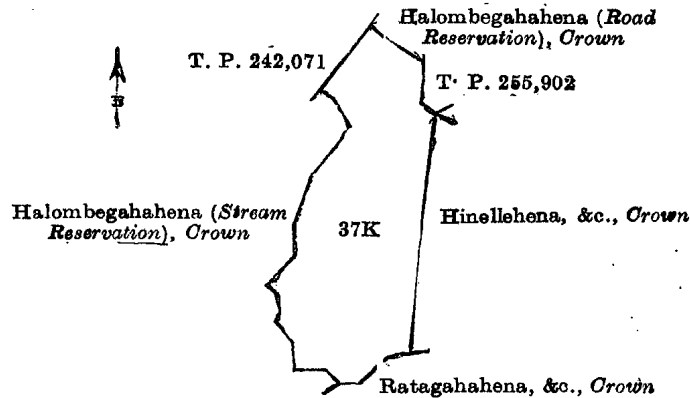 Halombegahahena (Road
Reservation), Crown
T. P. 242,071
T. P. 255,902
Halombegahahena (Stream
Reservation), Crown
37K
Hinellehena, &c., Crown
Ratagahahena, &c., Crown